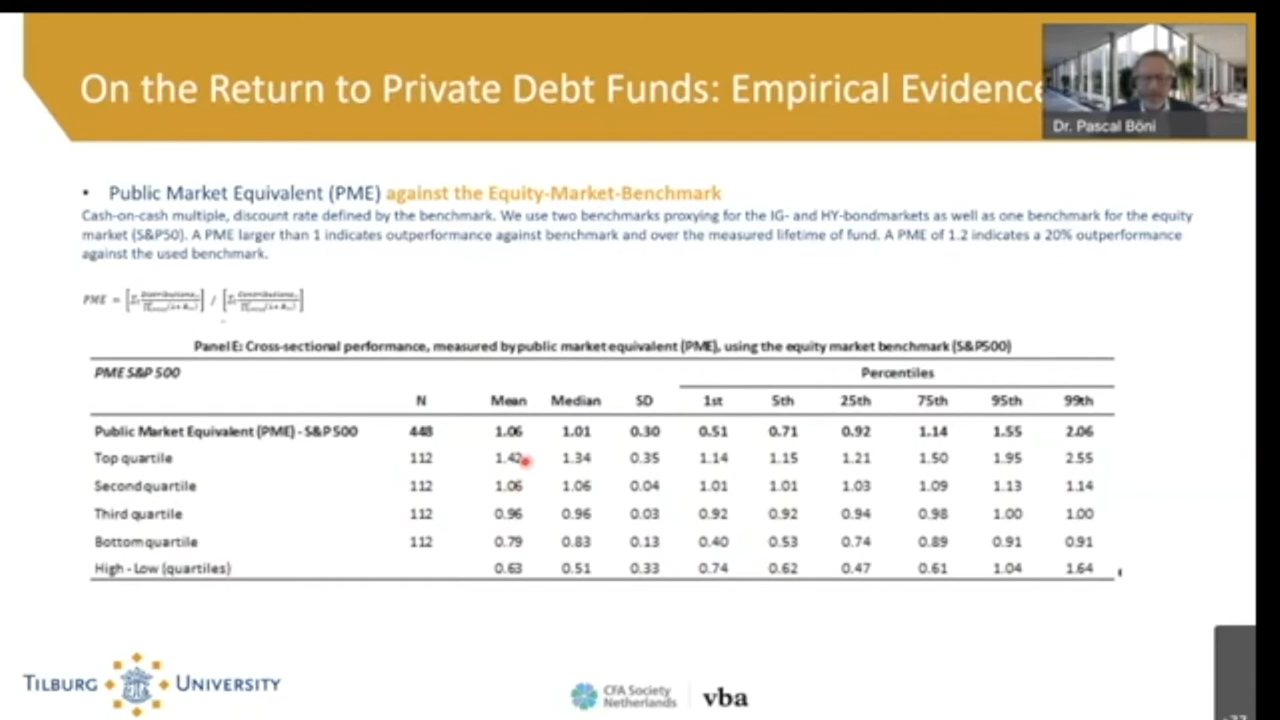 On the Return to Private Debt Funds: Empirical Evidence
Dr. Pascal Böni
• Public Market Equivalent (PME) against the Equity-Market-Benchmark
Cash-on-cash multiple, discount rate defined by the benchmark. We use two benchmarks proxying for the IG- and HY-bondmarkets as well as one benchmark for the equity
market (S&P50). A PME larger than 1 indicates outperformance against benchmark and over the measured lifetime of fund. A PME of 1.2 indicates a 20% outperformance
against the used benchmark.
PME =
Panel E: Cross-sectional performance, measured by public market equivalent (PME), using the equity market benchmark (S&P500)
PME S&P 500 Percentiles
N Mean Median SD 1st 5th 25th 75th 95th 99th
Public Market Equivalent (PME) - S&P 500 448 1.06 1.01 0.30 0.51 0.71 0.92 1.14 1.55 2.06
Top quartile 112 1.42 1.34 0.35 1.14 1.15 1.21 1.50 1.95 2.55
Second quartile 112 1.06 1.06 0.04 1.01 1.01 1.03 1.09 1.13 1.14
Third quartile 112 0.96 0.96 0.03 0.92 0.92 0.94 0.98 1.00 1.00
Bottom quartile 112 0.79 0.83 0.13 0.40 0.53 0.74 0.89 0.91 0.91
High - Low (quartiles) 0.63 0.51 0.33 0.74 0.62 0.47 0.61 1.04 1.64
TILBURG UNIVERSITY
CFA Society
Netherlands
vba